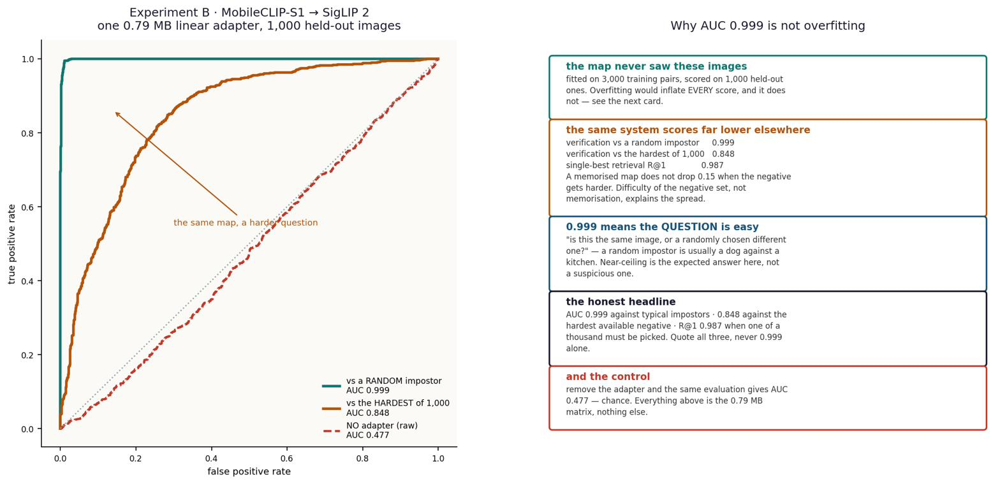 Experiment B · MobileCLIP-S1 → SigLIP 2
one 0.79 MB linear adapter, 1,000 held-out images
1.0
0.8
0.6
0.4
0.2
0.0
true positive rate
the same map, a harder question
vs a RANDOM impostor
AUC 0.999
vs the HARDEST of 1,000
AUC 0.848
NO adapter (raw)
AUC 0.477
0.0 0.2 0.4 0.6 0.8 1.0
false positive rate
Why AUC 0.999 is not overfitting
the map never saw these images
fitted on 3,000 training pairs, scored on 1,000 held-out
ones. Overfitting would inflate EVERY score, and it does
not — see the next card.
the same system scores far lower elsewhere
verification vs a random impostor 0.999
verification vs the hardest of 1,000 0.848
single-best retrieval R@1 0.987
A memorised map does not drop 0.15 when the negative
gets harder. Difficulty of the negative set, not
memorisation, explains the spread.
0.999 means the QUESTION is easy
"is this the same image, or a randomly chosen different
one?" — a random impostor is usually a dog against a
kitchen. Near-ceiling is the expected answer here, not
a suspicious one.
the honest headline
AUC 0.999 against typical impostors · 0.848 against the
hardest available negative · R@1 0.987 when one of a
thousand must be picked. Quote all three, never 0.999
alone.
and the control
remove the adapter and the same evaluation gives AUC
0.477 — chance. Everything above is the 0.79 MB
matrix, nothing else.